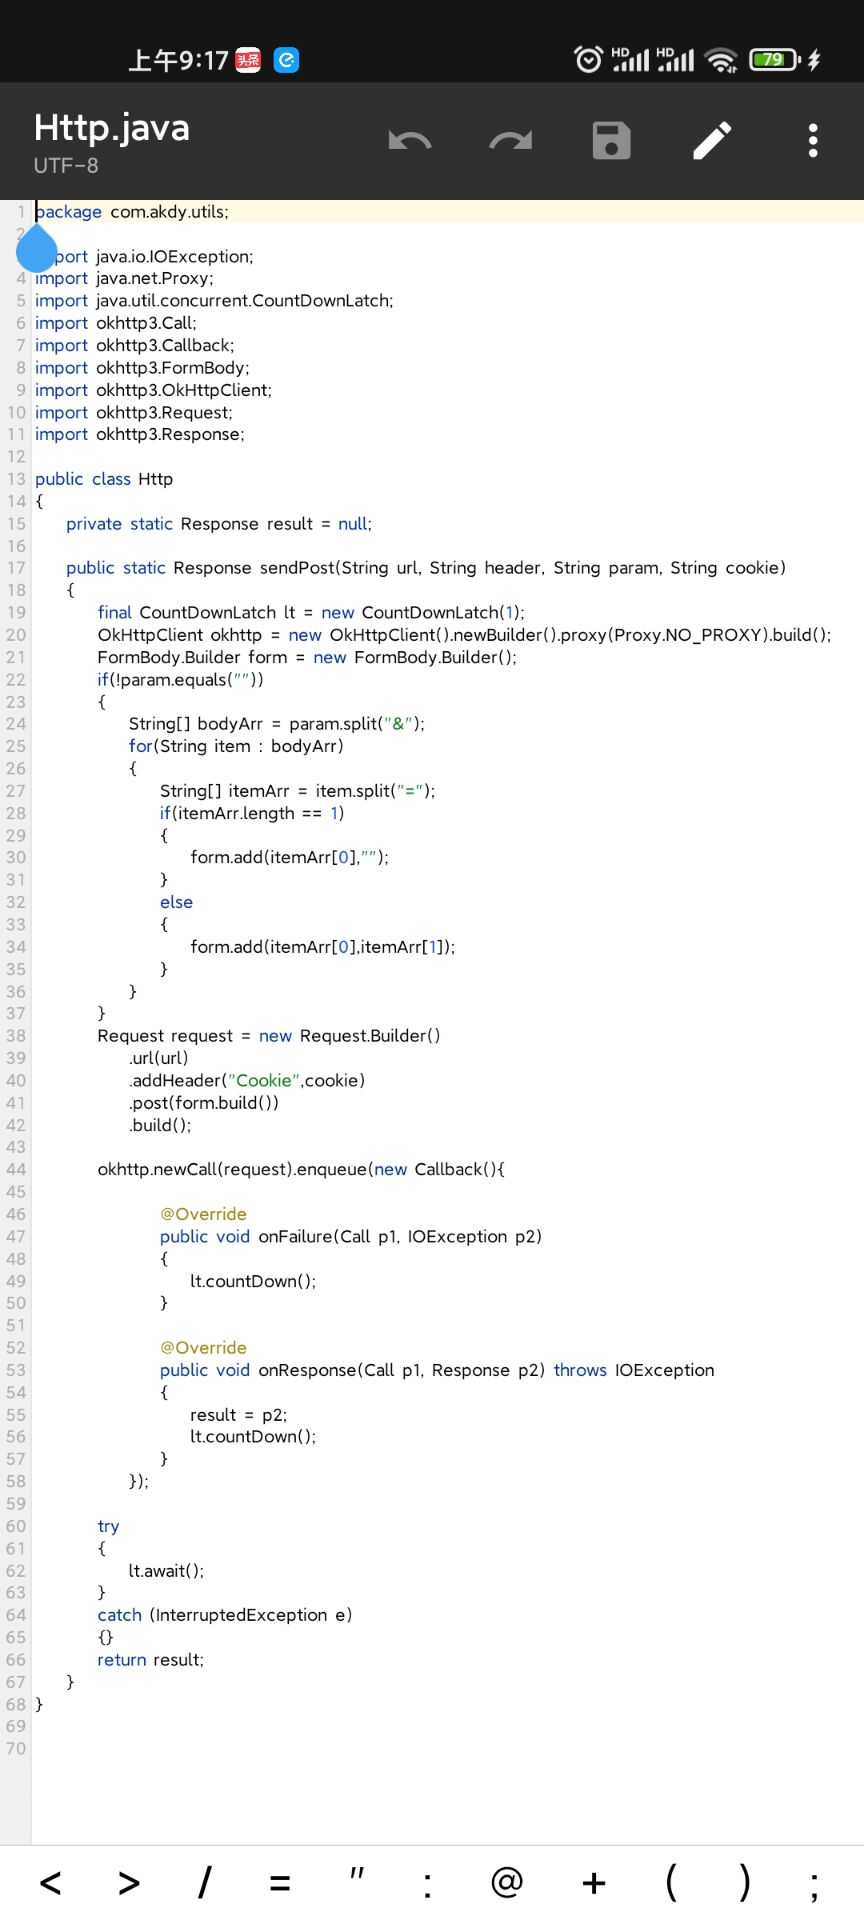 上午9:17 头条 HD HD 79
Http.java
UTF-8
1 package com.akdy.utils;
2
port java.io.IOException;
4 import java.net.Proxy;
5 import java.util.concurrent.CountDownLatch;
6 import okhttp3.Call;
7 import okhttp3.Callback;
8 import okhttp3.FormBody;
9 import okhttp3.OkHttpClient;
10 import okhttp3.Request;
11 import okhttp3.Response;
12
13 public class Http
14 {
15 private static Response result = null;
16
17 public static Response sendPost(String url, String header, String param, String cookie)
18 {
19 final CountDownLatch lt = new CountDownLatch(1);
20 OkHttpClient okhttp = new OkHttpClient().newBuilder().proxy(Proxy.NO_PROXY).build();
21 FormBody.Builder form = new FormBody.Builder();
22 if(!param.equals(""))
23 {
24 String[] bodyArr = param.split("&");
25 for(String item : bodyArr)
26 {
27 String[] itemArr = item.split("=");
28 if(itemArr.length == 1)
29 {
30 form.add(itemArr[0],"");
31 }
32 else
33 {
34 form.add(itemArr[0],itemArr[1]);
35 }
36 }
37 }
38 Request request = new Request.Builder()
39 .url(url)
40 .addHeader("Cookie",cookie)
41 .post(form.build())
42 .build();
43
44 okhttp.newCall(request).enqueue(new Callback(){
45
46 @Override
47 public void onFailure(Call p1, IOException p2)
48 {
49 lt.countDown();
50 }
51
52 @Override
53 public void onResponse(Call p1, Response p2) throws IOException
54 {
55 result = p2;
56 lt.countDown();
57 }
58 });
59
60 try
61 {
62 lt.await();
63 }
64 catch (InterruptedException e)
65 {}
66 return result;
67 }
68 }
69
70
< > / = " : @ + ( ) ;